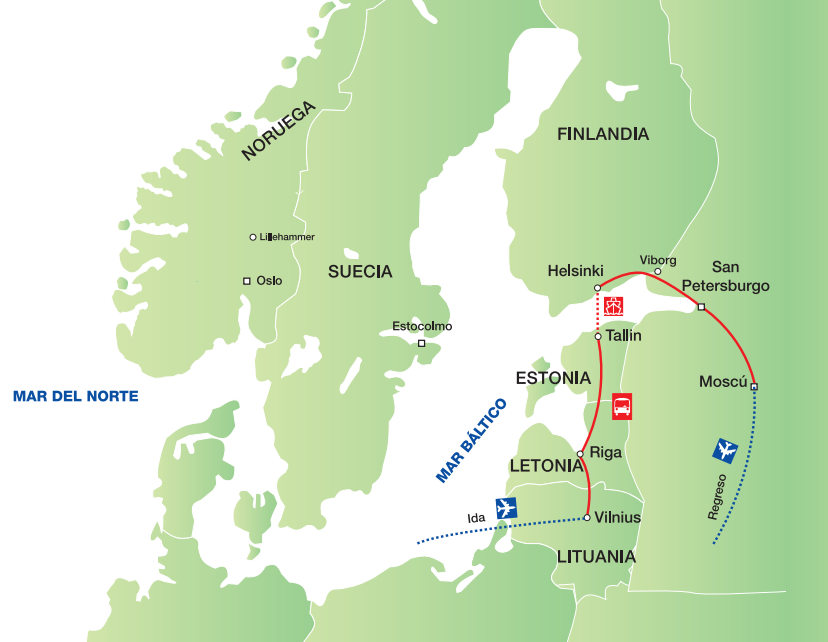 NORUEGA
FINLANDIA
Lillehammer
SUECIA
Oslo
Helsinki
Viborg
San
Petersburgo
Estocolmo
Tallin
MAR DEL NORTE
ESTONIA
Moscú
MAR BÁLTICO
Riga
LETONIA
Regreso
Ida
Vilnius
LITUANIA